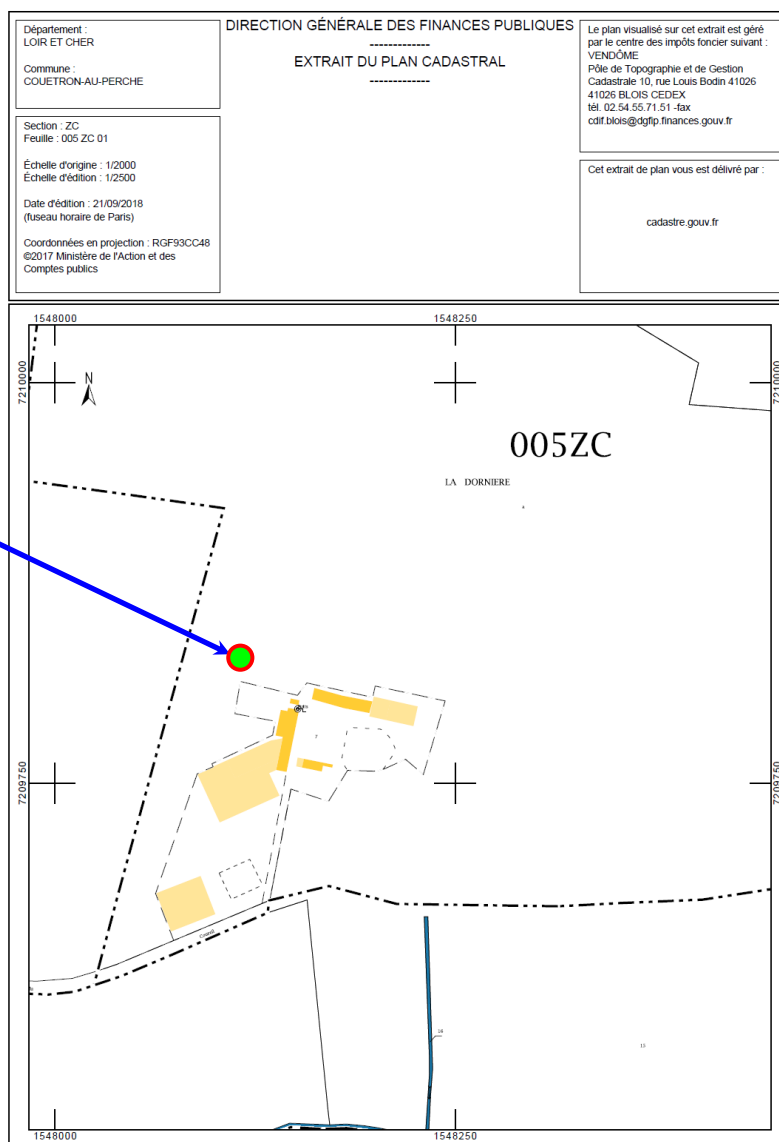 Département :
LOIR ET CHER
Commune :
COUETRON-AU-PERCHE
Section : ZC
Feuille : 005 ZC 01
Échelle d'origine : 1/2000
Échelle d'édition : 1/2500
Date d'édition : 21/09/2018
(fuseau horaire de Paris)
Coordonnées en projection : RGF93CC48
©2017 Ministère de l'Action et des
Comptes publics
DIRECTION GÉNÉRALE DES FINANCES PUBLIQUES
-------------
EXTRAIT DU PLAN CADASTRAL
-------------
Le plan visualisé sur cet extrait est géré
par le centre des impôts foncier suivant :
VENDÔME
Pôle de Topographie et de Gestion
Cadastrale 10, rue Louis Bodin 41026
41026 BLOIS CEDEX
tél. 02.54.55.71.51 -fax
cdif.blois@dgfip.finances.gouv.fr
Cet extrait de plan vous est délivré par :
cadastre.gouv.fr
1548000
1548250
7210000
7210000
N
005ZC
LA DORNIERE
7209750
7209750
Communal
16
15
1548000
1548250